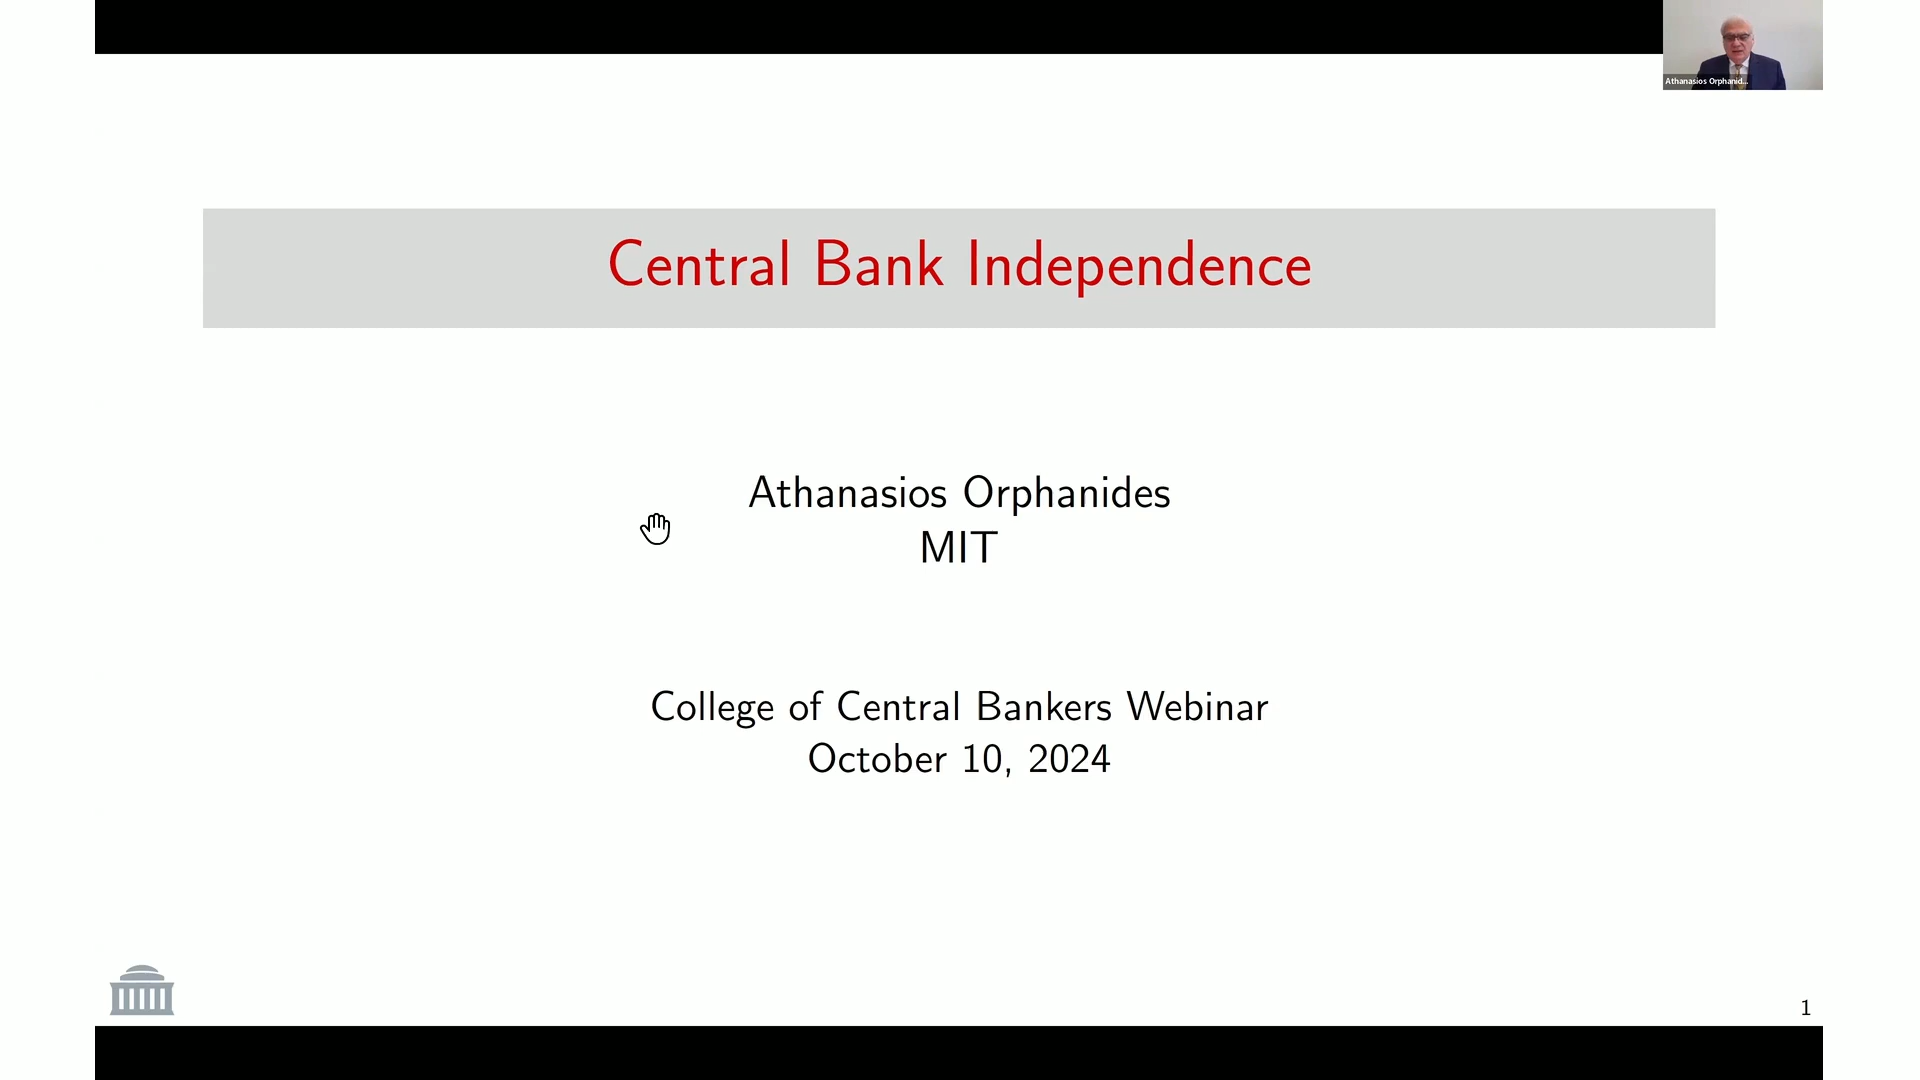 Athanasios Orphanid...
Central Bank Independence
Athanasios Orphanides
MIT
College of Central Bankers Webinar
October 10, 2024
1